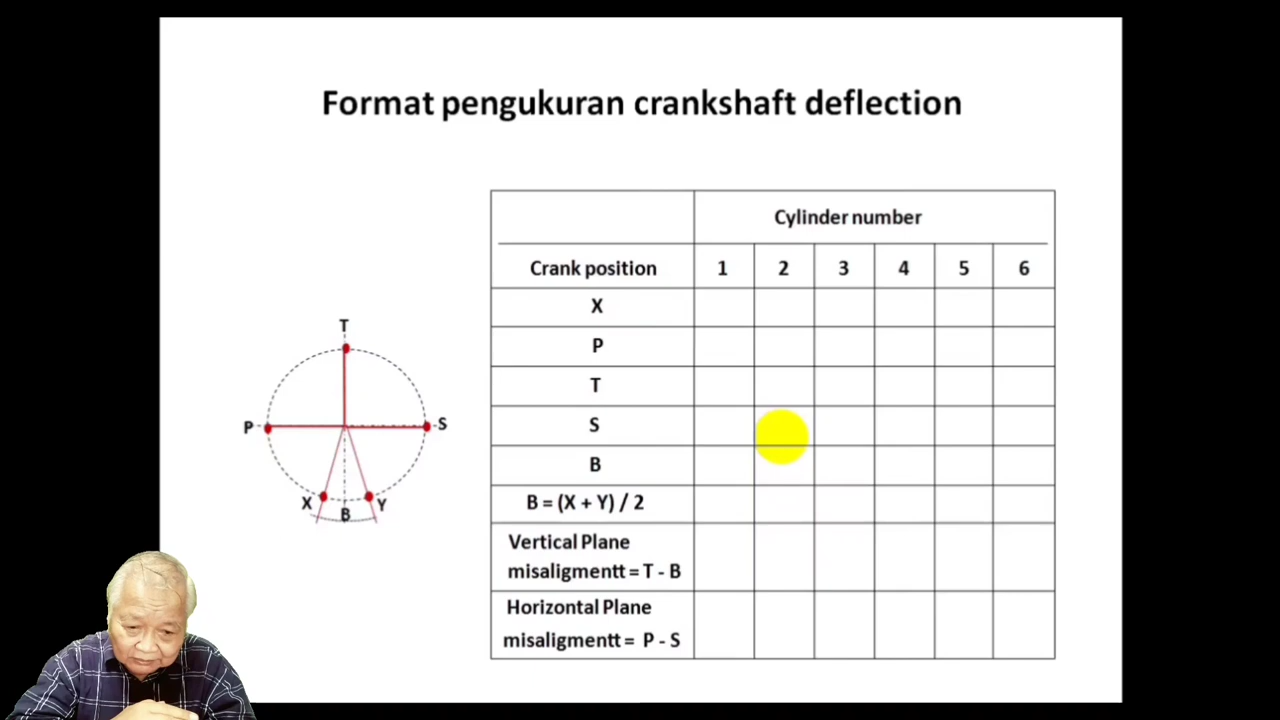 Format pengukuran crankshaft deflection
Cylinder number
Crank position 1 2 3 4 5 6
X
P
T
S
B
B = (X + Y) / 2
Vertical Plane
misaligmentt = T - B
Horizontal Plane
misaligmentt = P - S
T
P S
X B Y